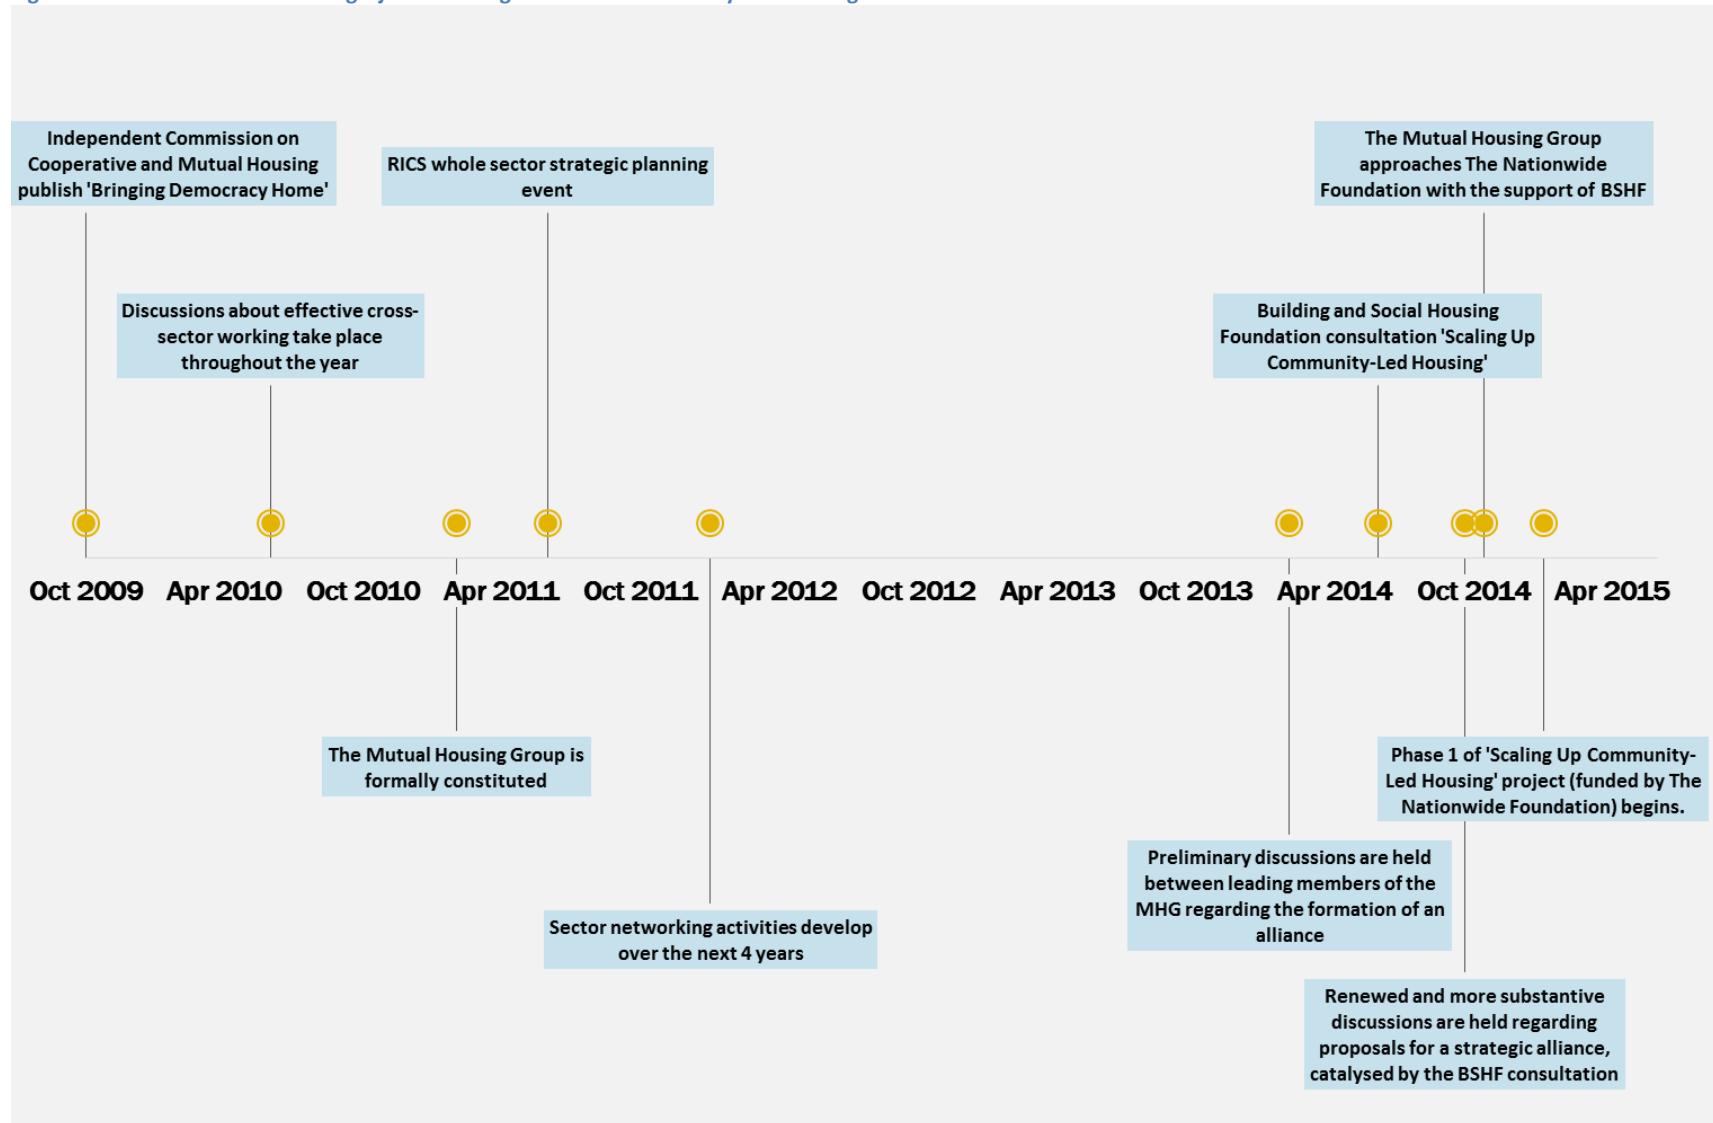 Independent Commission on
Cooperative and Mutual Housing
publish 'Bringing Democracy Home'
RICS whole sector strategic planning
event
The Mutual Housing Group
approaches The Nationwide
Foundation with the support of BSHF
Discussions about effective cross-
sector working take place
throughout the year
Building and Social Housing
Foundation consultation 'Scaling Up
Community-Led Housing'
Oct 2009 Apr 2010 Oct 2010 Apr 2011 Oct 2011 Apr 2012 Oct 2012 Apr 2013 Oct 2013 Apr 2014 Oct 2014 Apr 2015
The Mutual Housing Group is
formally constituted
Phase 1 of 'Scaling Up Community-
Led Housing' project (funded by The
Nationwide Foundation) begins.
Preliminary discussions are held
between leading members of the
MHG regarding the formation of an
alliance
Sector networking activities develop
over the next 4 years
Renewed and more substantive
discussions are held regarding
proposals for a strategic alliance,
catalysed by the BSHF consultation